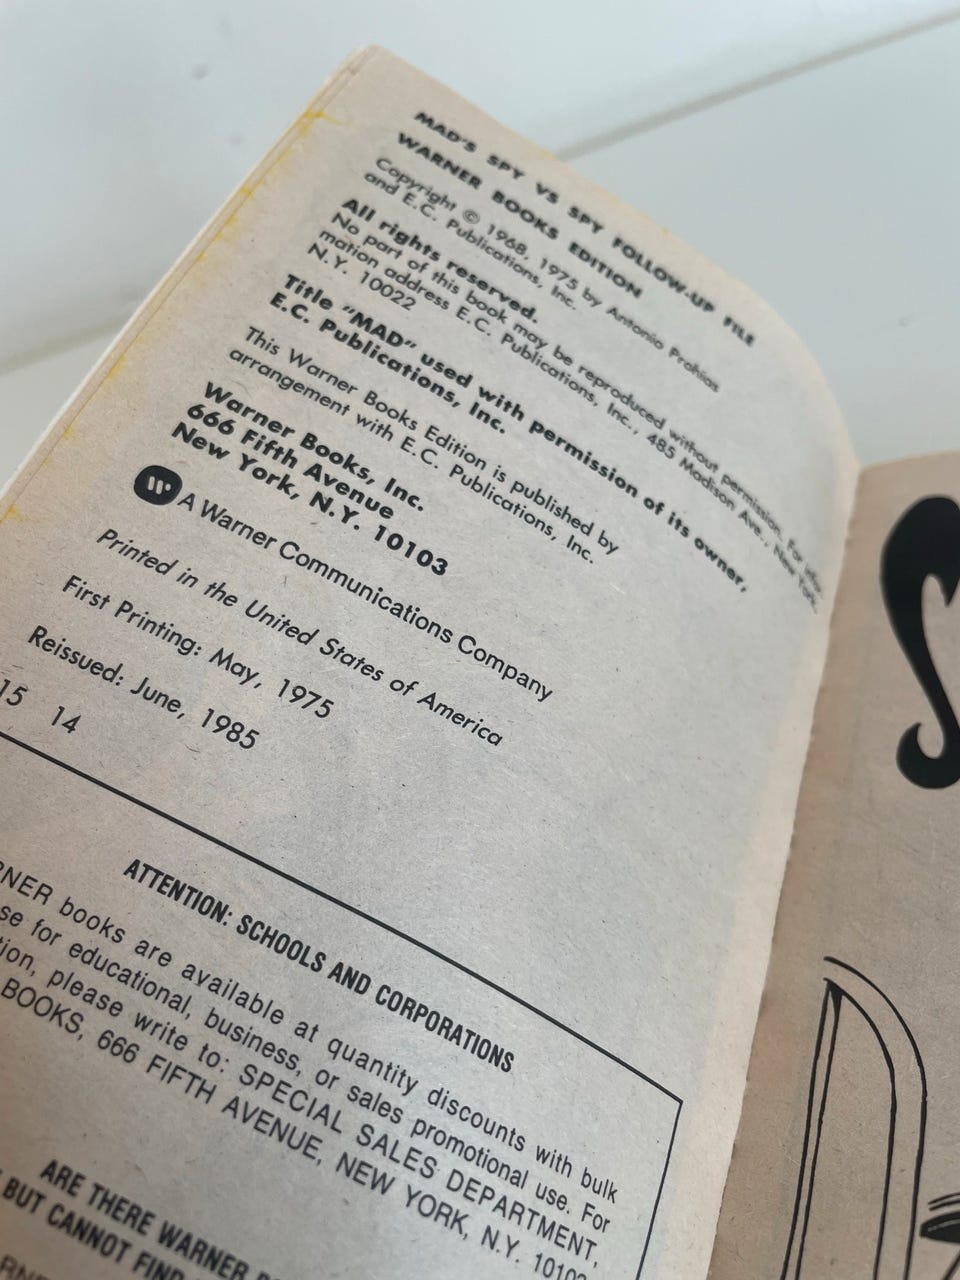 MAD'S SPY VS SPY FOLLOW-UP FILE
WARNER BOOKS EDITION
Copyright © 1968, 1975 by Antonio Prohias
and E.C. Publications, Inc.
All rights reserved.
No part of this book may be reproduced without permission. For
mation address E.C. Publications, Inc., 485 Madison Ave., New York,
N.Y. 10022
Title "MAD" used with permission of its owner,
E.C. Publications, Inc.
This Warner Books Edition is published by
arrangement with E.C. Publications, Inc.
Warner Books, Inc.
666 Fifth Avenue
New York, N.Y. 10103
A Warner Communications Company
Printed in the United States of America
First Printing: May, 1975
Reissued: June, 1985
15 14
ATTENTION: SCHOOLS AND CORPORATIONS
RNER books are available at quantity discounts with bulk
se for educational, business, or sales promotional use. For
tion, please write to: SPECIAL SALES DEPARTMENT,
BOOKS, 666 FIFTH AVENUE, NEW YORK, N.Y. 10103
ARE THERE WARNER
BUT CANNOT FIND